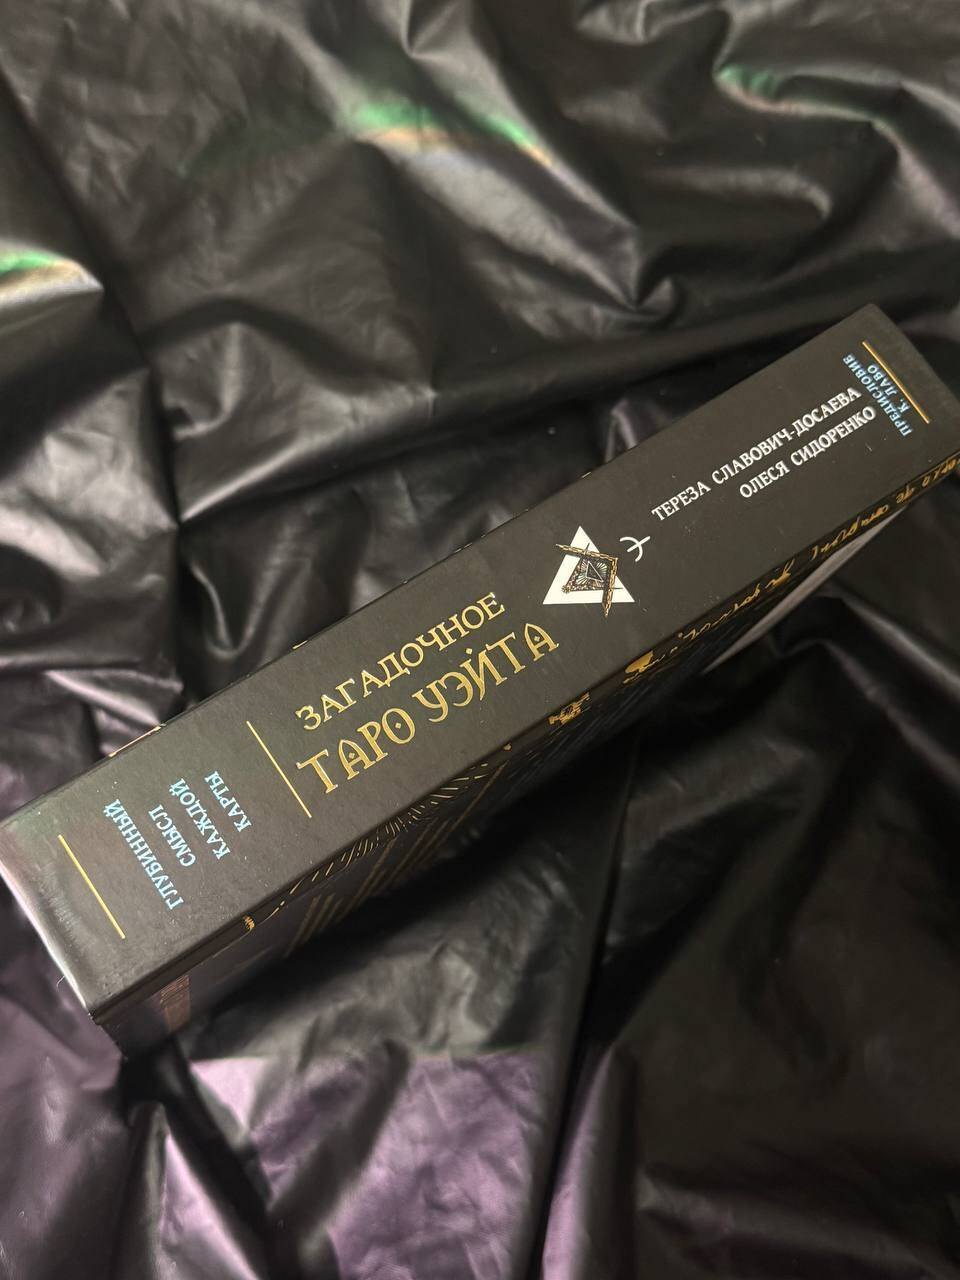 ПРЕДИСЛОВИЕ
К. ЛАВО
ТЕРЕЗА СЛАВОВИЧ-ДОСАЕВА
ОЛЕСЯ СИДОРЕНКО
ЗАГАДОЧНОЕ
ТАРО УЭЙТА
ГЛУБИННЫЙ
СМЫСЛ
КАЖДОЙ
КАРТЫ